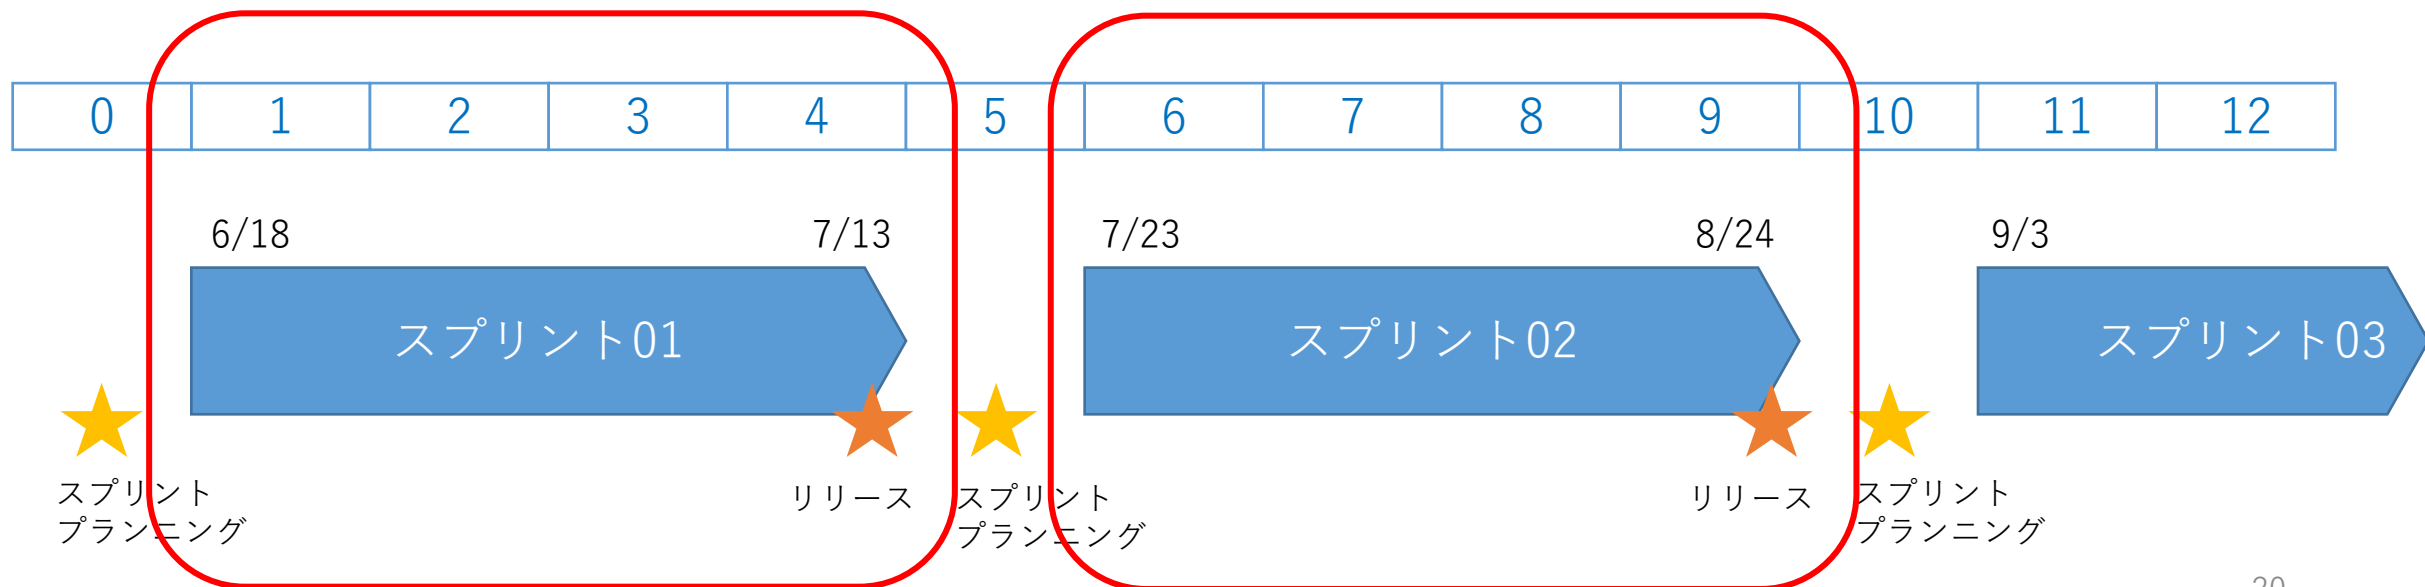 0 1 2 3 4 5 6 7 8 9 10 11 12
6/18 7/13 7/23 8/24 9/3
スプリント01 スプリント02 スプリント03
スプリント
プランニング
リリース
スプリント
プランニング
リリース
スプリント
プランニング